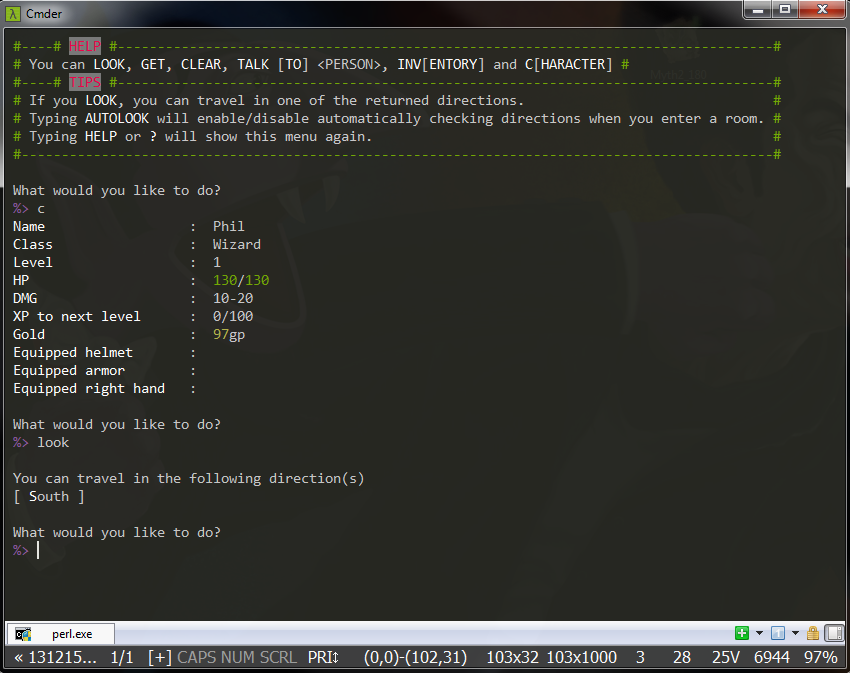 Cmder
#----# HELP #----------------------------------------------------------------------------------#
# You can LOOK, GET, CLEAR, TALK [TO] <PERSON>, INV[ENTORY] and C[HARACTER] #
#----# TIPS #----------------------------------------------------------------------------------#
# If you LOOK, you can travel in one of the returned directions. #
# Typing AUTOLOOK will enable/disable automatically checking directions when you enter a room. #
# Typing HELP or ? will show this menu again. #
#----------------------------------------------------------------------------------------------#
What would you like to do?
%> c
Name : Phil
Class : Wizard
Level : 1
HP : 130/130
DMG : 10-20
XP to next level : 0/100
Gold : 97gp
Equipped helmet :
Equipped armor :
Equipped right hand :
What would you like to do?
%> look
You can travel in the following direction(s)
[ South ]
What would you like to do?
%>
perl.exe
« 131215... 1/1 [+] CAPS NUM SCRL PRI↕ (0,0)-(102,31) 103x32 103x1000 3 28 25V 6944 97%